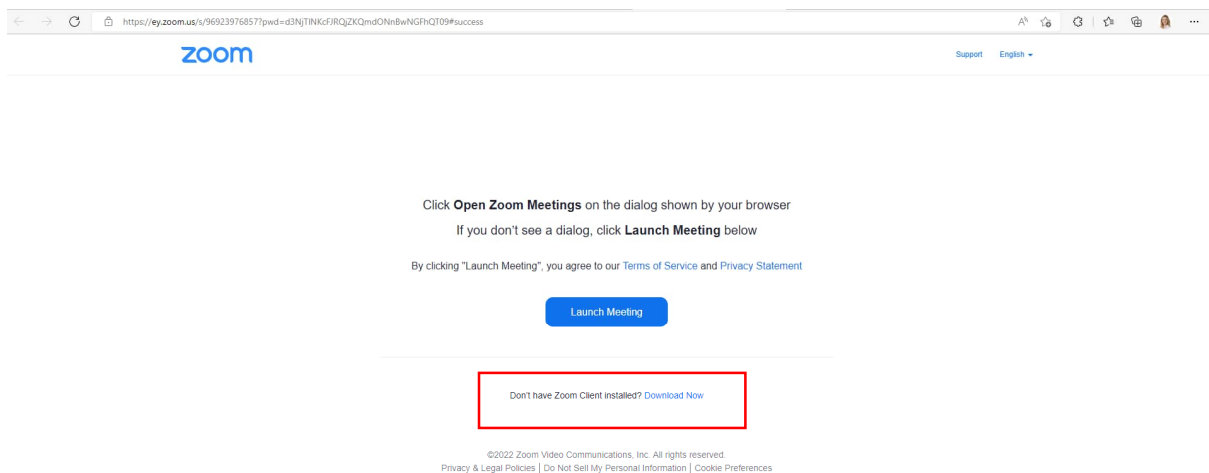 https://ey.zoom.us/s/96923976857?pwd=d3NjTlNKcFJRQjZKQmdONnBwNGFhQT09#success
zoom
Support English
Click Open Zoom Meetings on the dialog shown by your browser
If you don't see a dialog, click Launch Meeting below
By clicking "Launch Meeting", you agree to our Terms of Service and Privacy Statement
Launch Meeting
Don't have Zoom Client installed? Download Now
©2022 Zoom Video Communications, Inc. All rights reserved.
Privacy & Legal Policies | Do Not Sell My Personal Information | Cookie Preferences